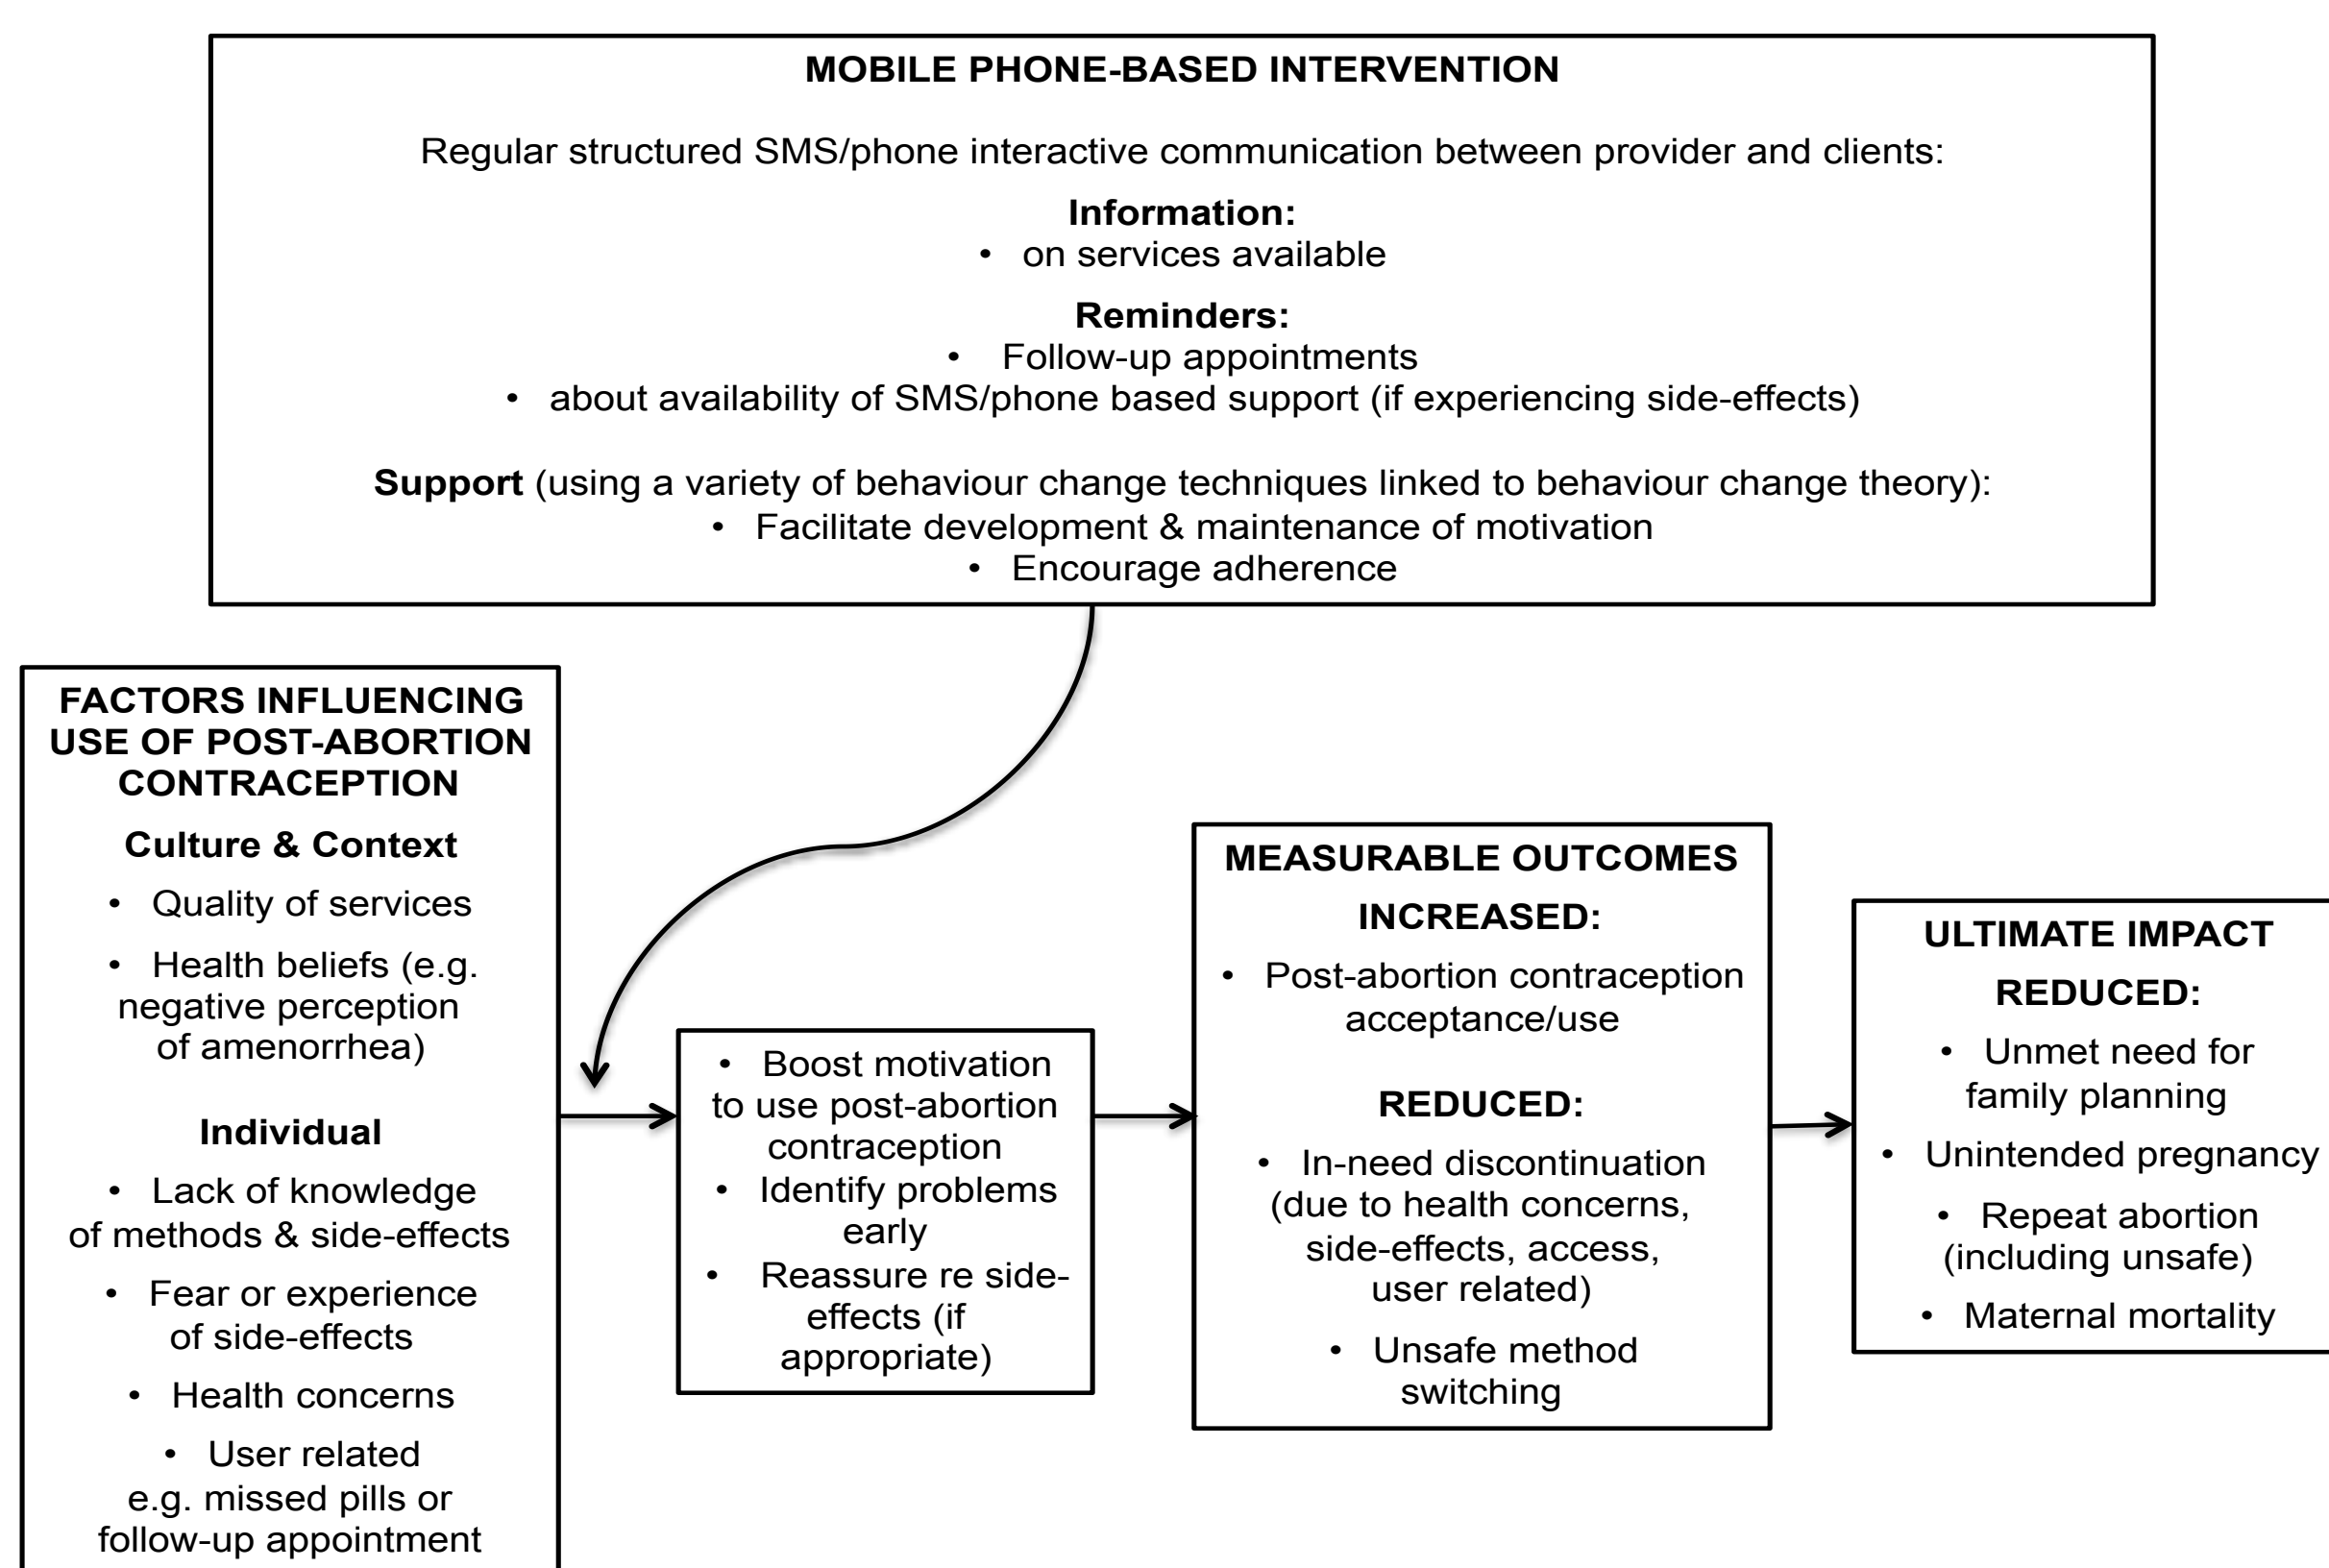 MOBILE PHONE-BASED INTERVENTION
Regular structured SMS/phone interactive communication between provider and clients:
Information:
• on services available
Reminders:
• Follow-up appointments
• about availability of SMS/phone based support (if experiencing side-effects)
Support (using a variety of behaviour change techniques linked to behaviour change theory):
• Facilitate development & maintenance of motivation
• Encourage adherence
FACTORS INFLUENCING
USE OF POST-ABORTION
CONTRACEPTION
Culture & Context
• Quality of services
• Health beliefs (e.g.
negative perception
of amenorrhea)
Individual
• Lack of knowledge
of methods & side-effects
• Fear or experience
of side-effects
• Health concerns
• User related
e.g. missed pills or
follow-up appointment
• Boost motivation
to use post-abortion
contraception
• Identify problems
early
• Reassure re side-
effects (if
appropriate)
MEASURABLE OUTCOMES
INCREASED:
• Post-abortion contraception
acceptance/use
REDUCED:
• In-need discontinuation
(due to health concerns,
side-effects, access,
user related)
• Unsafe method
switching
ULTIMATE IMPACT
REDUCED:
• Unmet need for
family planning
• Unintended pregnancy
• Repeat abortion
(including unsafe)
• Maternal mortality